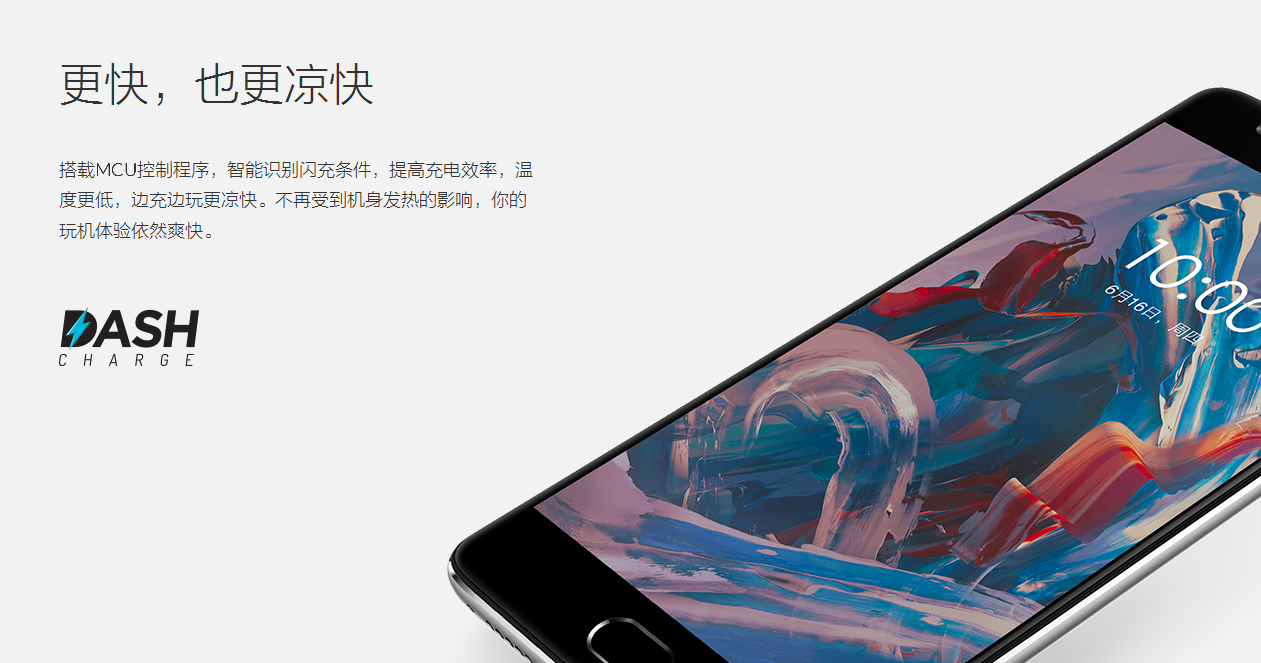 更快，也更凉快
搭载MCU控制程序，智能识别闪充条件，提高充电效率，温
度更低，边充边玩更凉快。不再受到机身发热的影响，你的
玩机体验依然爽快。
DASH
CHARGE
10:00
6月16日，周四